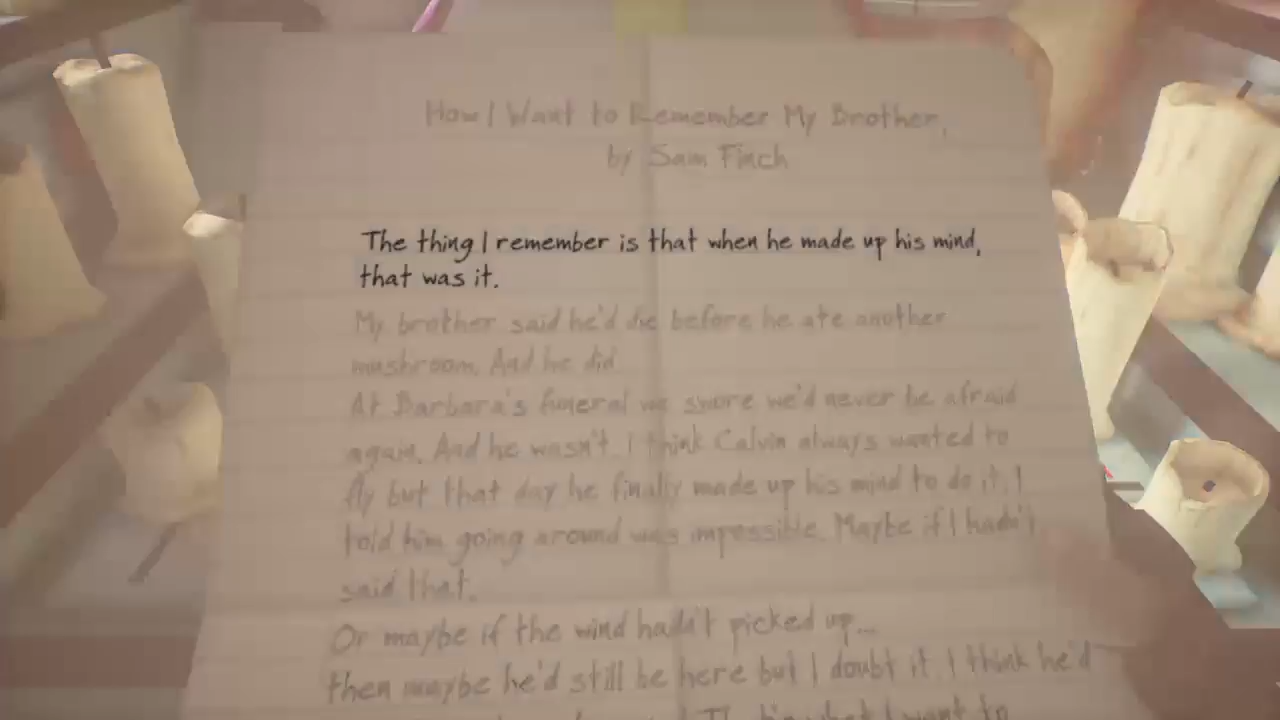 How I Want to Remember My Brother,
by Sam Finch
The thing I remember is that when he made up his mind,
that was it.
My brother said he'd die before he ate another
mushroom. And he did.
At Barbara's funeral we swore we'd never be afraid
again. And he wasn't. I think Calvin always wanted to
fly but that day he finally made up his mind to do it. I
told him going around was impossible. Maybe if I hadn't
said that.
Or maybe if the wind hadn't picked up...
then maybe he'd still be here but I doubt it. I think he'd
what I want to